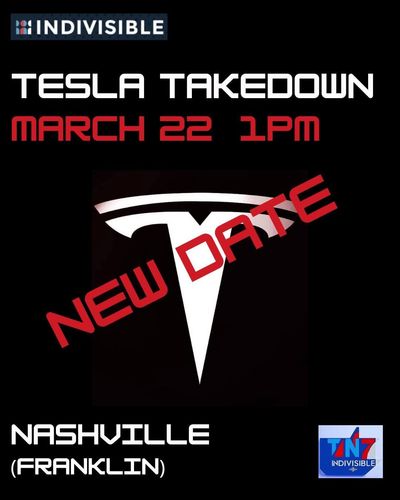 INDIVISIBLE
TESLA TAKEDOWN
MARCH 22 1PM
NEW DATE
NASHVILLE
(FRANKLIN)
TN7
INDIVISIBLE